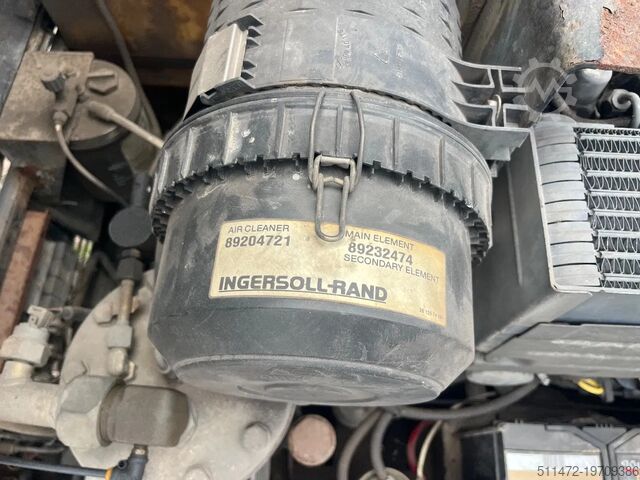 AIR CLEANER
89204721
MAIN ELEMENT
89232474
SECONDARY ELEMENT
INGERSOLL-RAND
511472-19709386